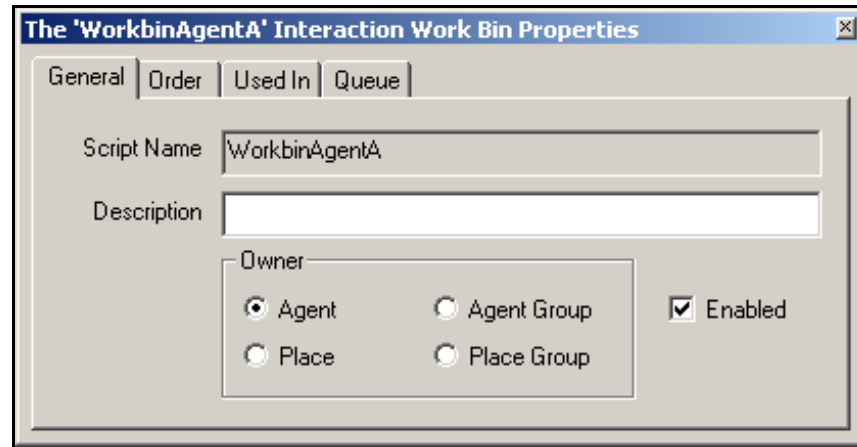 The 'WorkbinAgentA' Interaction Work Bin Properties
General Order Used In Queue
Script Name WorkbinAgentA
Description
Owner
Agent Agent Group Enabled
Place Place Group